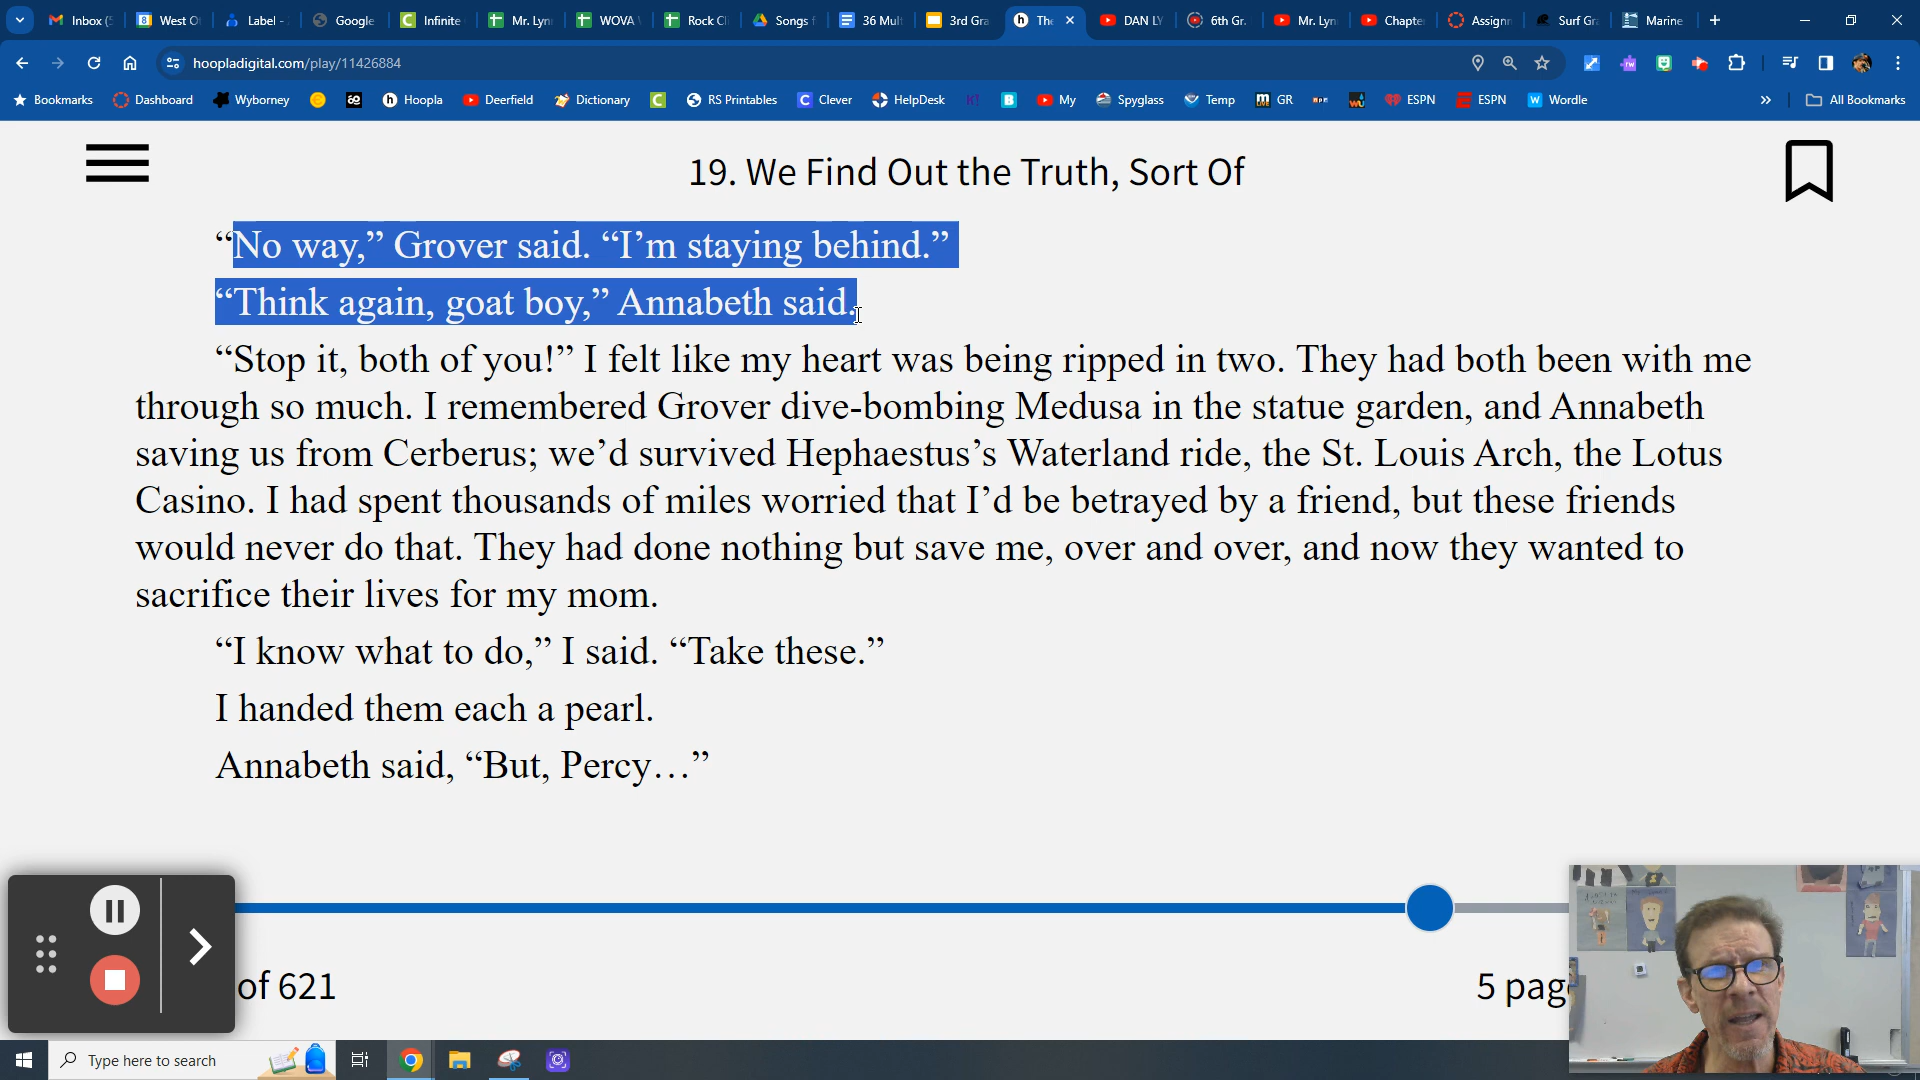 Inbox (5
West O
Label -
Google
Infinite
Mr. Lyn
WOVA
Rock Cl
Songs f
36 Mult
3rd Gra
The
DAN LY
6th Gr.
Mr. Lyn
Chapte
Assignn
Surf Gra
Marine
hoopladigital.com/play/11426884
Bookmarks
Dashboard
Wyborney
Hoopla
Deerfield
Dictionary
RS Printables
Clever
HelpDesk
My
Spyglass
Temp
GR
ESPN
ESPN
Wordle
All Bookmarks
19. We Find Out the Truth, Sort Of
“No way,” Grover said. “I’m staying behind.”
“Think again, goat boy,” Annabeth said.
“Stop it, both of you!” I felt like my heart was being ripped in two. They had both been with me
through so much. I remembered Grover dive-bombing Medusa in the statue garden, and Annabeth
saving us from Cerberus; we’d survived Hephaestus’s Waterland ride, the St. Louis Arch, the Lotus
Casino. I had spent thousands of miles worried that I’d be betrayed by a friend, but these friends
would never do that. They had done nothing but save me, over and over, and now they wanted to
sacrifice their lives for my mom.
“I know what to do,” I said. “Take these.”
I handed them each a pearl.
Annabeth said, “But, Percy…”
of 621
5 pag
Type here to search